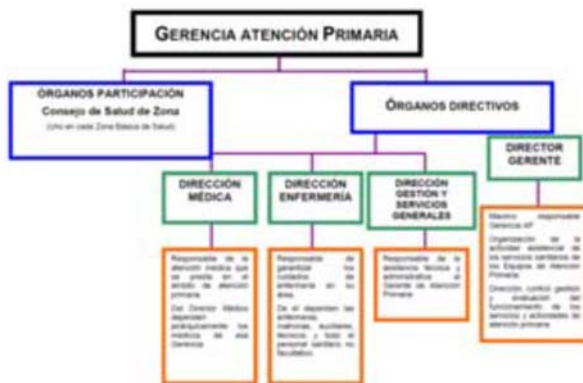 GERENCIA ATENCIÓN PRIMARIA
ÓRGANOS PARTICIPACIÓN
Consejo de Salud de Zona
(Uno en cada Zona Básica de Salud)
ÓRGANOS DIRECTIVOS
DIRECCIÓN
MÉDICA
DIRECCIÓN
ENFERMERÍA
DIRECCIÓN
GESTIÓN Y
SERVICIOS
GENERALES
DIRECTOR
GERENTE
Responsable de la
atención médica que
se presta en el
ámbito de atención
primaria.
Del Director Médico
dependen
jerárquicamente los
médicos de esa
Gerencia
Responsable de
garantizar los
cuidados de
enfermería en su
área.
De él dependen las
enfermeras,
matronas, auxiliares,
técnicos y todo el
personal sanitario no
facultativo.
Responsable de la
asistencia técnica y
administrativa al
Gerente de Atención
Primaria
Máximo responsable
Gerencia AP
Organización de la
actividad asistencial de
los servicios sanitarios de
los Equipos de Atención
Primaria
Dirección, control, gestión
y evaluación del
funcionamiento de los
servicios y actividades de
atención primaria